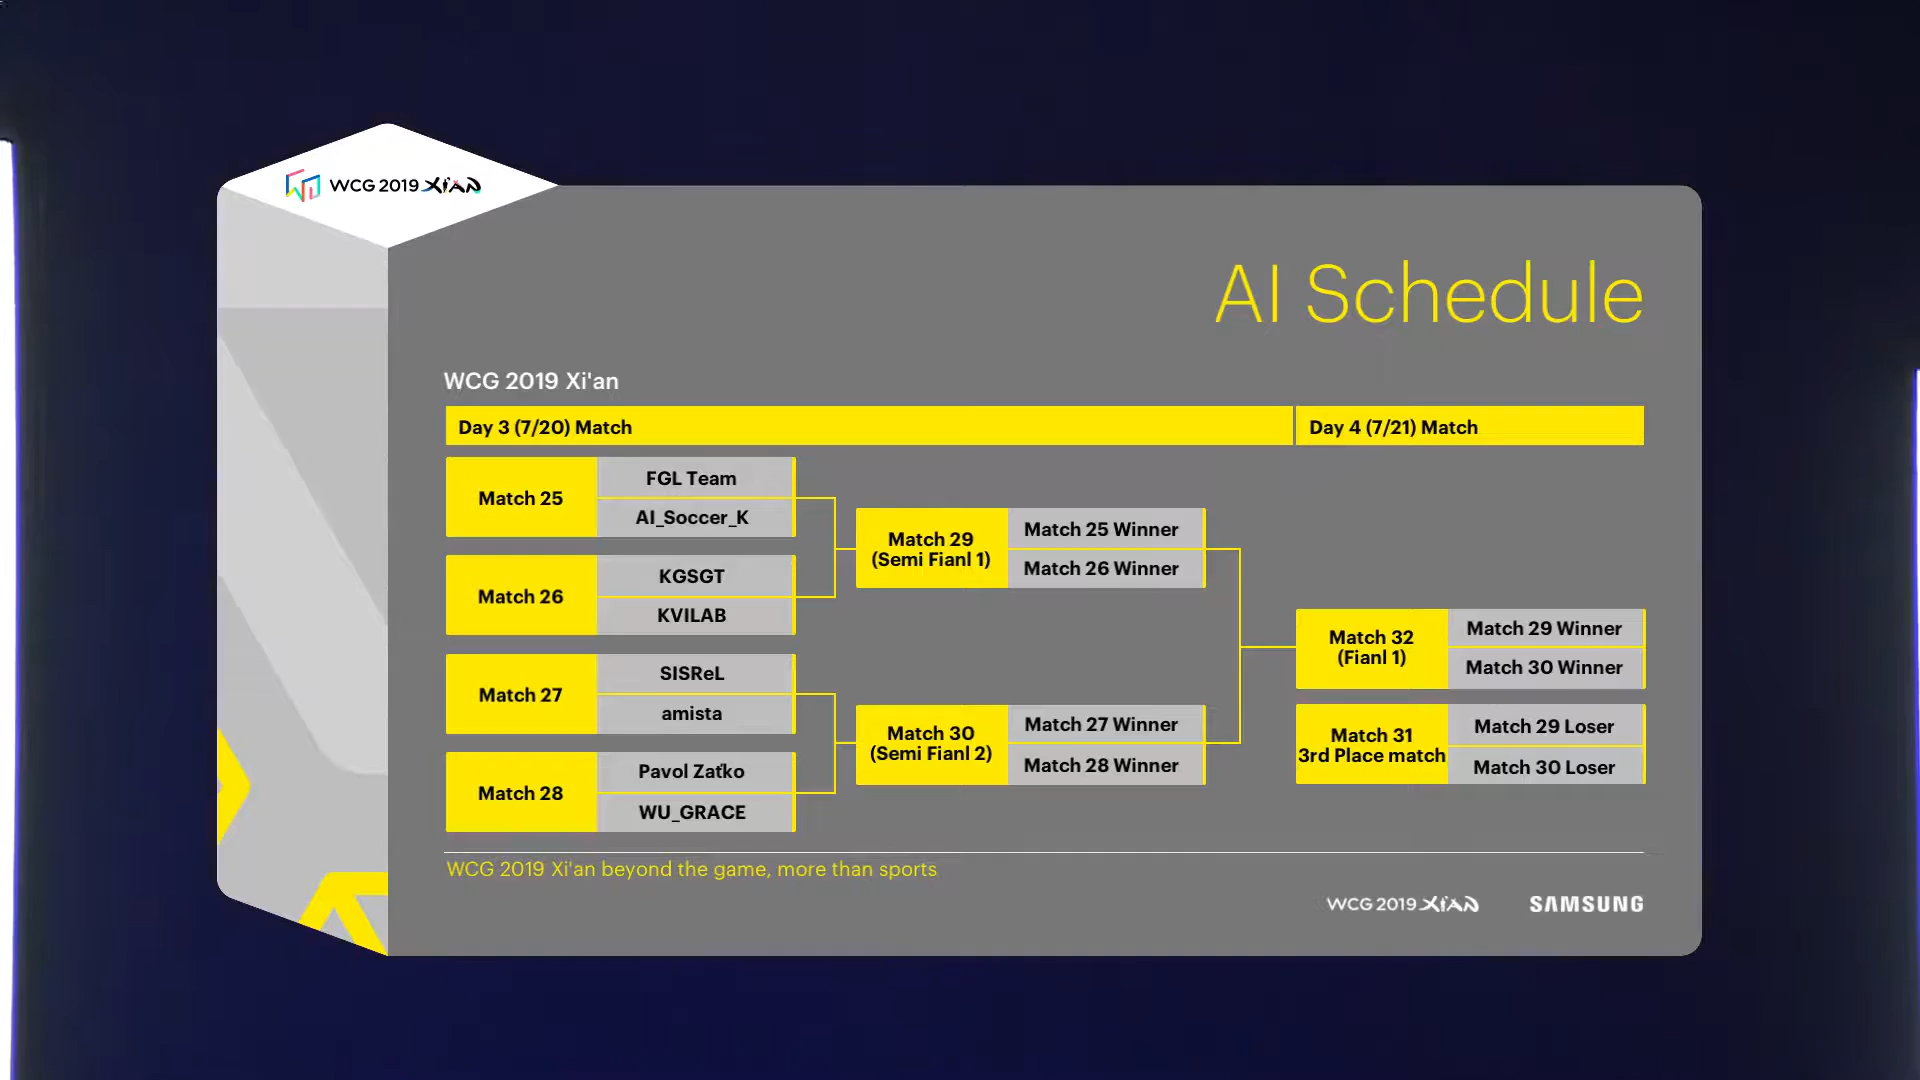 WCG 2019 XI'AN
AI Schedule
WCG 2019 Xi'an
Day 3 (7/20) Match
Day 4 (7/21) Match
Match 25
FGL Team
AI_Soccer_K
Match 26
KGSGT
KVILAB
Match 27
SISReL
amista
Match 28
Pavol Zaťko
WU_GRACE
Match 29
(Semi Fianl 1)
Match 25 Winner
Match 26 Winner
Match 30
(Semi Fianl 2)
Match 27 Winner
Match 28 Winner
Match 32
(Fianl 1)
Match 29 Winner
Match 30 Winner
Match 31
3rd Place match
Match 29 Loser
Match 30 Loser
WCG 2019 Xi'an beyond the game, more than sports
WCG 2019 XI'AN
SAMSUNG